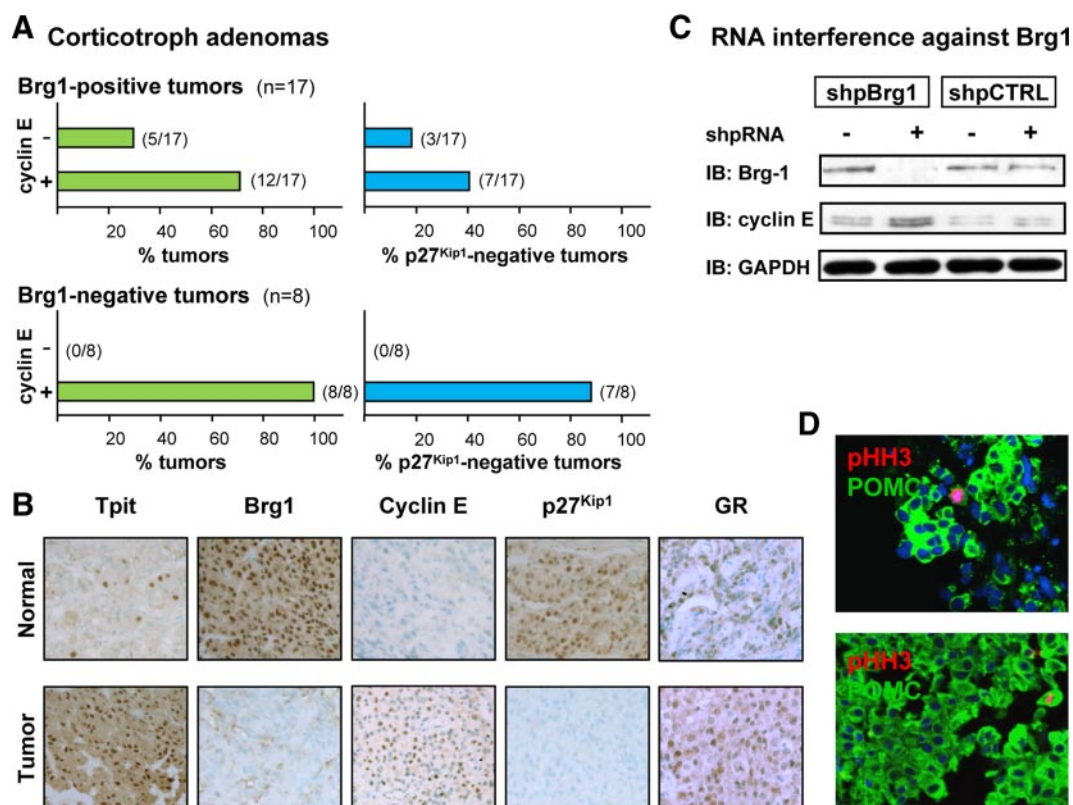 A Corticotroph adenomas
Brg1-positive tumors (n=17)
cyclin E
-
(5/17)
+
(12/17)
20 40 60 80 100
% tumors
(3/17)
(7/17)
20 40 60 80 100
% p27Kip1-negative tumors
Brg1-negative tumors (n=8)
cyclin E
-
(0/8)
+
(8/8)
20 40 60 80 100
% tumors
(0/8)
(7/8)
20 40 60 80 100
% p27Kip1-negative tumors
B
Tpit Brg1 Cyclin E p27Kip1 GR
Normal
Tumor
C RNA interference against Brg1
shpBrg1 shpCTRL
shpRNA - + - +
IB: Brg-1
IB: cyclin E
IB: GAPDH
D
pHH3
POMC
pHH3
POMC